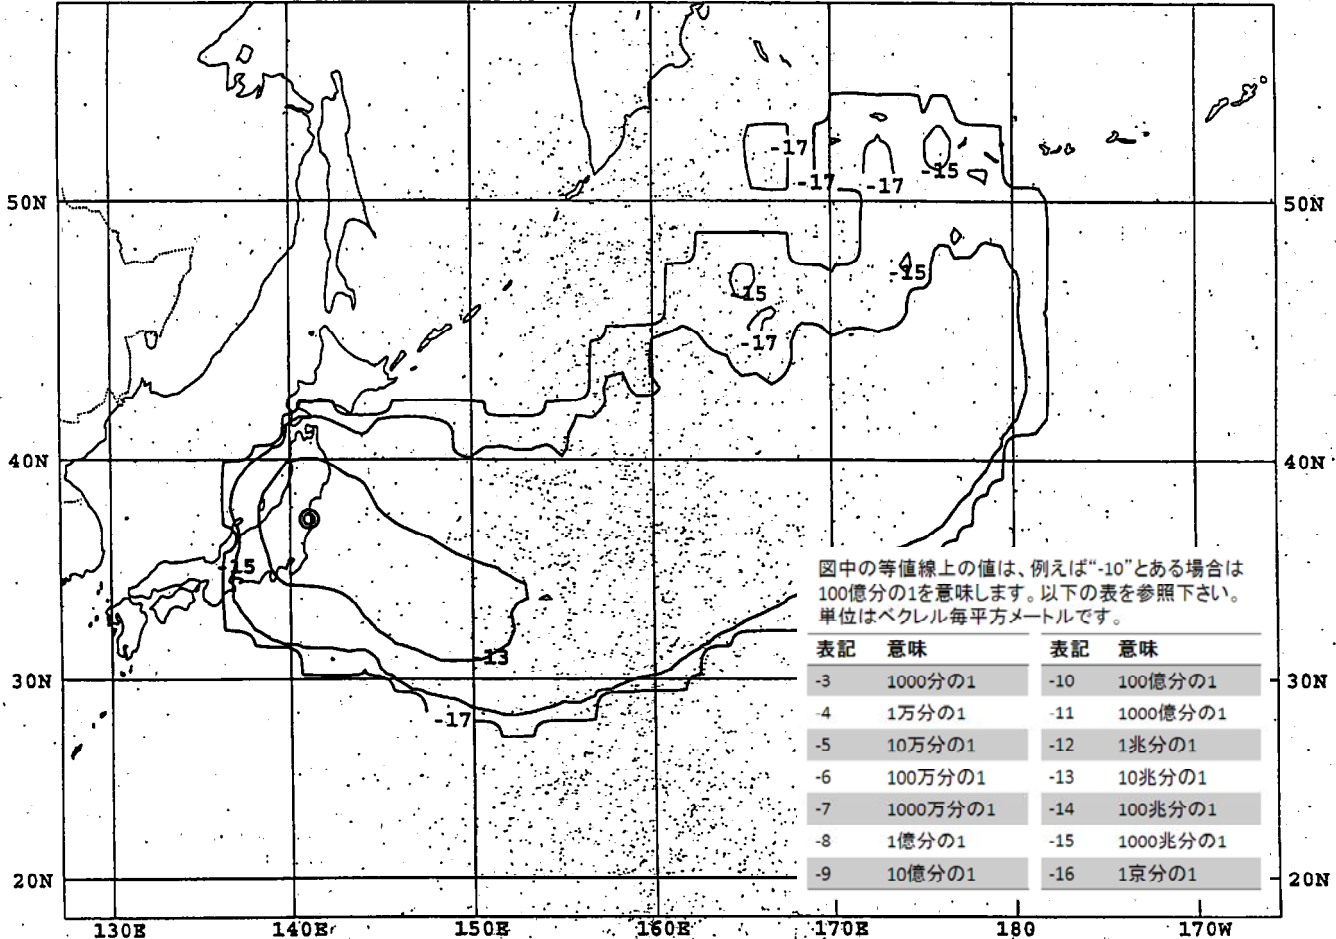 -17
-17
-17
-15
50N
50N
-15
-15
-17
40N
40N
-15
図中の等値線上の値は、例えば“-10”とある場合は
100億分の1を意味します。以下の表を参照下さい。
単位はベクレル毎平方メートルです。
表記 意味 表記 意味
-3 1000分の1 -10 100億分の1
-4 1万分の1 -11 1000億分の1
-5 10万分の1 -12 1兆分の1
-6 100万分の1 -13 10兆分の1
-7 1000万分の1 -14 100兆分の1
-8 1億分の1 -15 1000兆分の1
-9 10億分の1 -16 1京分の1
13
30N
30N
-17
20N
20N
130E 140E 150E 160E 170E 180 170W